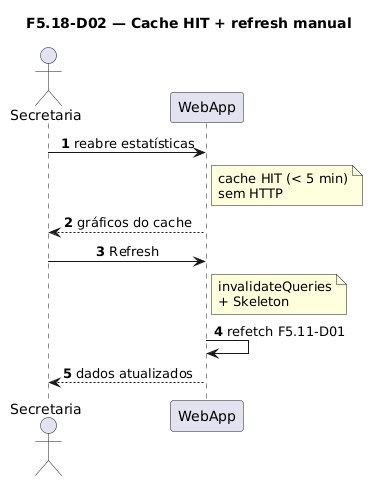 F5.18-D02 — Cache HIT + refresh manual
Secretaria
WebApp
1 reabre estatísticas
cache HIT (< 5 min)
sem HTTP
2 gráficos do cache
3 Refresh
invalidateQueries
+ Skeleton
4 refetch F5.11-D01
5 dados atualizados
Secretaria
WebApp